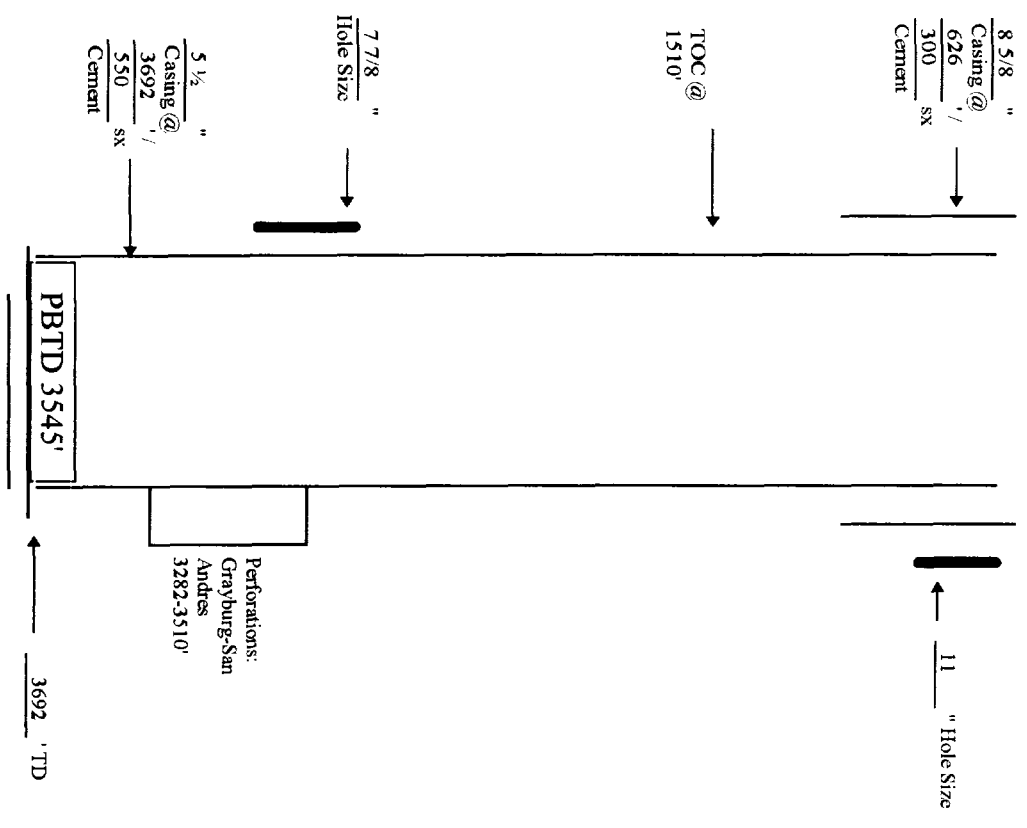 8 5/8 "
Casing @
626 '/
300 sx
Cement
11 " Hole Size
TOC @
1510'
7 7/8 "
Hole Size
Perforations:
Grayburg-San
Andres
3282-3510'
5 ½ "
Casing @
3692 '/
550 sx
Cement
PBTD 3545'
3692 ' TD